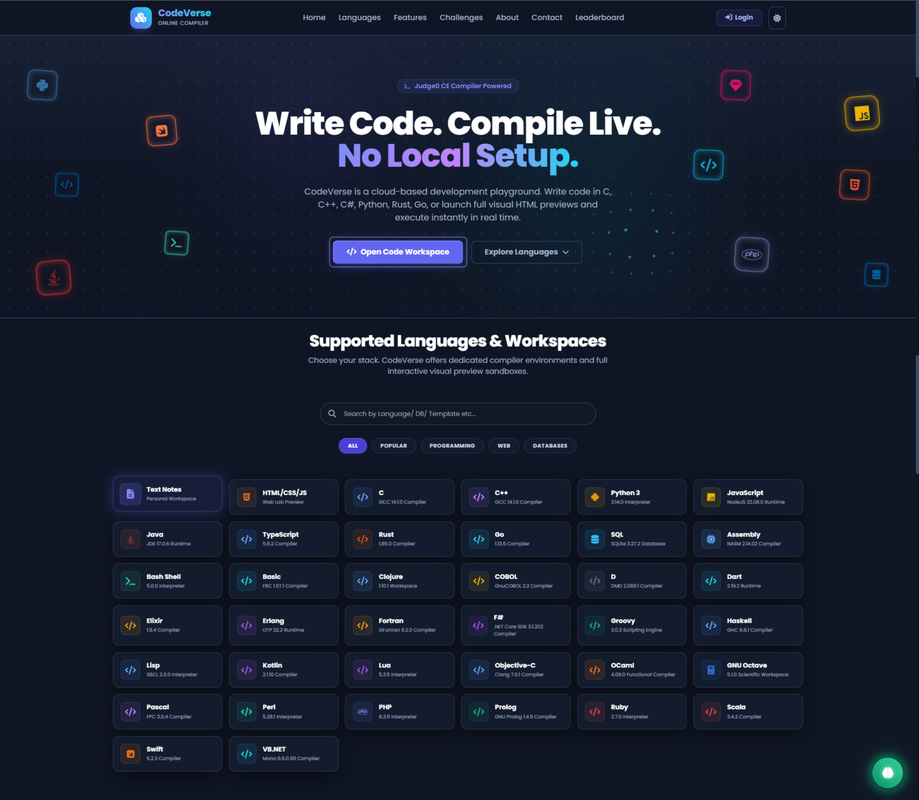 CodeVerse
ONLINE COMPILER
Home Languages Features Challenges About Contact Leaderboard
Login
Judge0 CE Compiler Powered
Write Code. Compile Live.
No Local Setup.
CodeVerse is a cloud-based development playground. Write code in C,
C++, C#, Python, Rust, Go, or launch full visual HTML previews and
execute instantly in real time.
</> Open Code Workspace
Explore Languages
JS
php
Supported Languages & Workspaces
Choose your stack. CodeVerse offers dedicated compiler environments and full
interactive visual preview sandboxes.
Search by Language/ DB/ Template etc...
ALL POPULAR PROGRAMMING WEB DATABASES
Text Notes
Personal Workspace
HTML/CSS/JS
Web Lab Preview
C
GCC 14.1.0 Compiler
C++
GCC 14.1.0 Compiler
Python 3
3.14.0 Interpreter
JavaScript
NodeJS 22.08.0 Runtime
Java
JDK 17.0.6 Runtime
TypeScript
5.6.2 Compiler
Rust
1.85.0 Compiler
Go
1.13.5 Compiler
SQL
SQLite 3.27.2 Database
Assembly
NASM 2.14.02 Compiler
Bash Shell
5.0.0 Interpreter
Basic
FBC 1.07.1 Compiler
Clojure
1.10.1 Workspace
COBOL
GnuCOBOL 2.2 Compiler
D
DMD 2.089.1 Compiler
Dart
2.19.2 Runtime
Elixir
1.9.4 Compiler
Erlang
OTP 22.2 Runtime
Fortran
GFortran 9.2.0 Compiler
F#
.NET Core SDK 3.1.202
Compiler
Groovy
3.0.3 Scripting Engine
Haskell
GHC 8.8.1 Compiler
Lisp
SBCL 2.0.0 Interpreter
Kotlin
2.1.10 Compiler
Lua
5.3.5 Interpreter
Objective-C
Clang 7.0.1 Compiler
OCaml
4.09.0 Functional Compiler
GNU Octave
5.1.0 Scientific Workspace
Pascal
FPC 3.0.4 Compiler
Perl
5.28.1 Interpreter
PHP
8.3.11 Interpreter
Prolog
GNU Prolog 1.4.5 Compiler
Ruby
2.7.0 Interpreter
Scala
3.4.2 Compiler
Swift
5.2.3 Compiler
VB.NET
Mono 6.6.0.161 Compiler